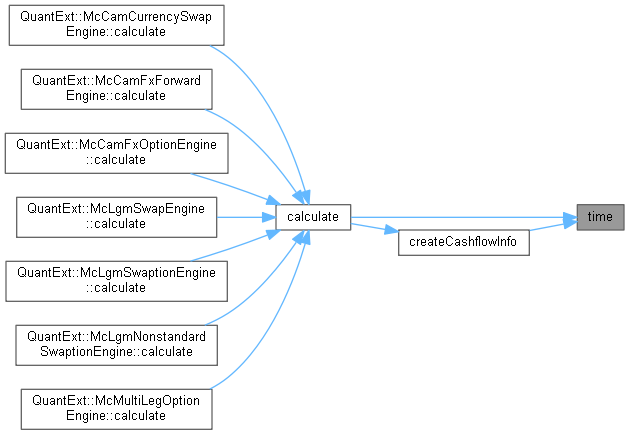 QuantExt::McCamCurrencySwap
Engine::calculate
QuantExt::McCamFxForward
Engine::calculate
QuantExt::McCamFxOptionEngine
::calculate
QuantExt::McLgmSwapEngine
::calculate
QuantExt::McLgmSwaptionEngine
::calculate
QuantExt::McLgmNonstandard
SwaptionEngine::calculate
QuantExt::McMultiLegOption
Engine::calculate
calculate
createCashflowInfo
time